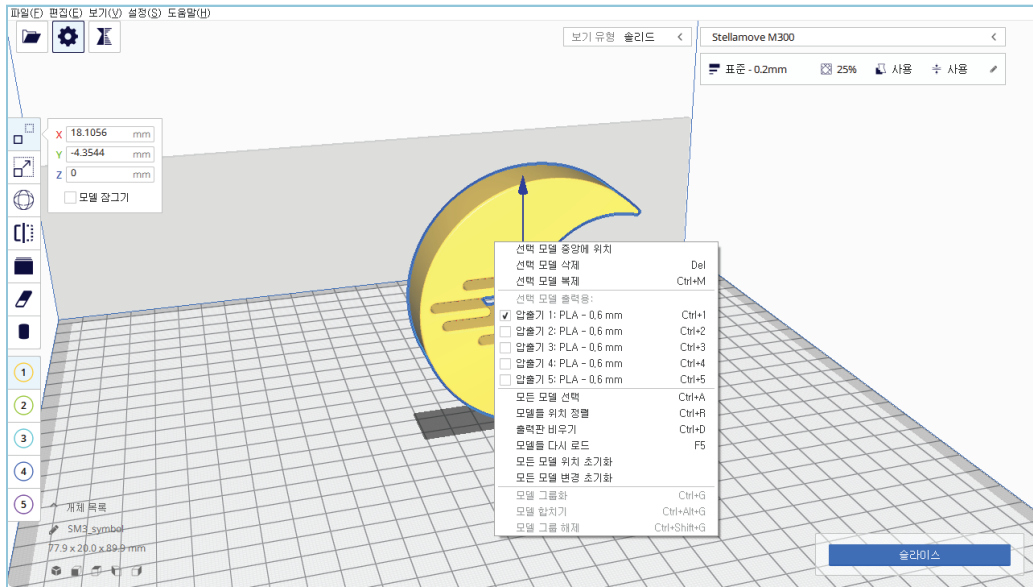 파일(F) 편집(E) 보기(V) 설정(S) 도움말(H)
보기 유형 솔리드
Stellamove M300
표준 - 0.2mm 25% 사용 사용
X 18.1056 mm
Y -4.3544 mm
Z 0 mm
모델 잠그기
선택 모델 중앙에 위치
선택 모델 삭제 Del
선택 모델 복제 Ctrl+M
선택 모델 출력용:
압출기 1: PLA - 0,6 mm Ctrl+1
압출기 2: PLA - 0,6 mm Ctrl+2
압출기 3: PLA - 0,6 mm Ctrl+3
압출기 4: PLA - 0,6 mm Ctrl+4
압출기 5: PLA - 0,6 mm Ctrl+5
모든 모델 선택 Ctrl+A
모델들 위치 정렬 Ctrl+R
출력판 비우기 Ctrl+D
모델들 다시 로드 F5
모든 모델 위치 초기화
모든 모델 변경 초기화
모델 그룹화 Ctrl+G
모델 합치기 Ctrl+Alt+G
모델 그룹 해제 Ctrl+Shift+G
1
2
3
4
5
개체 목록
SM3_symbol
77.9 x 20.0 x 89.9 mm
슬라이스